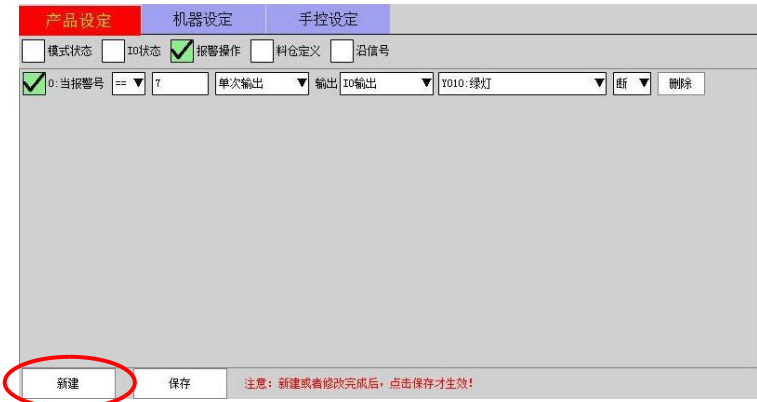 产品设定 机器设定 手控设定
模式状态 IO状态 报警操作 料仓定义 沿信号
0:当报警号 == 7 单次输出 输出 IO输出 Y010:绿灯 断 删除
新建 保存 注意：新建或者修改完成后，点击保存才生效!